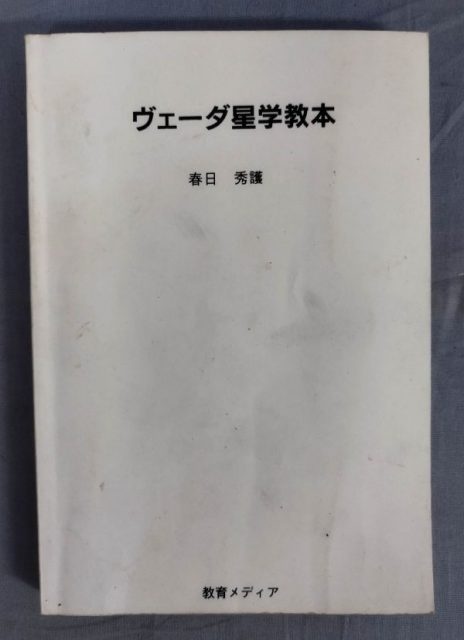 ヴェーダ星学教本
春日　秀護
教育メディア